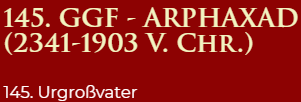 145. GGF - ARPHAXAD
(2341-1903 V. CHR.)
145. Urgroßvater